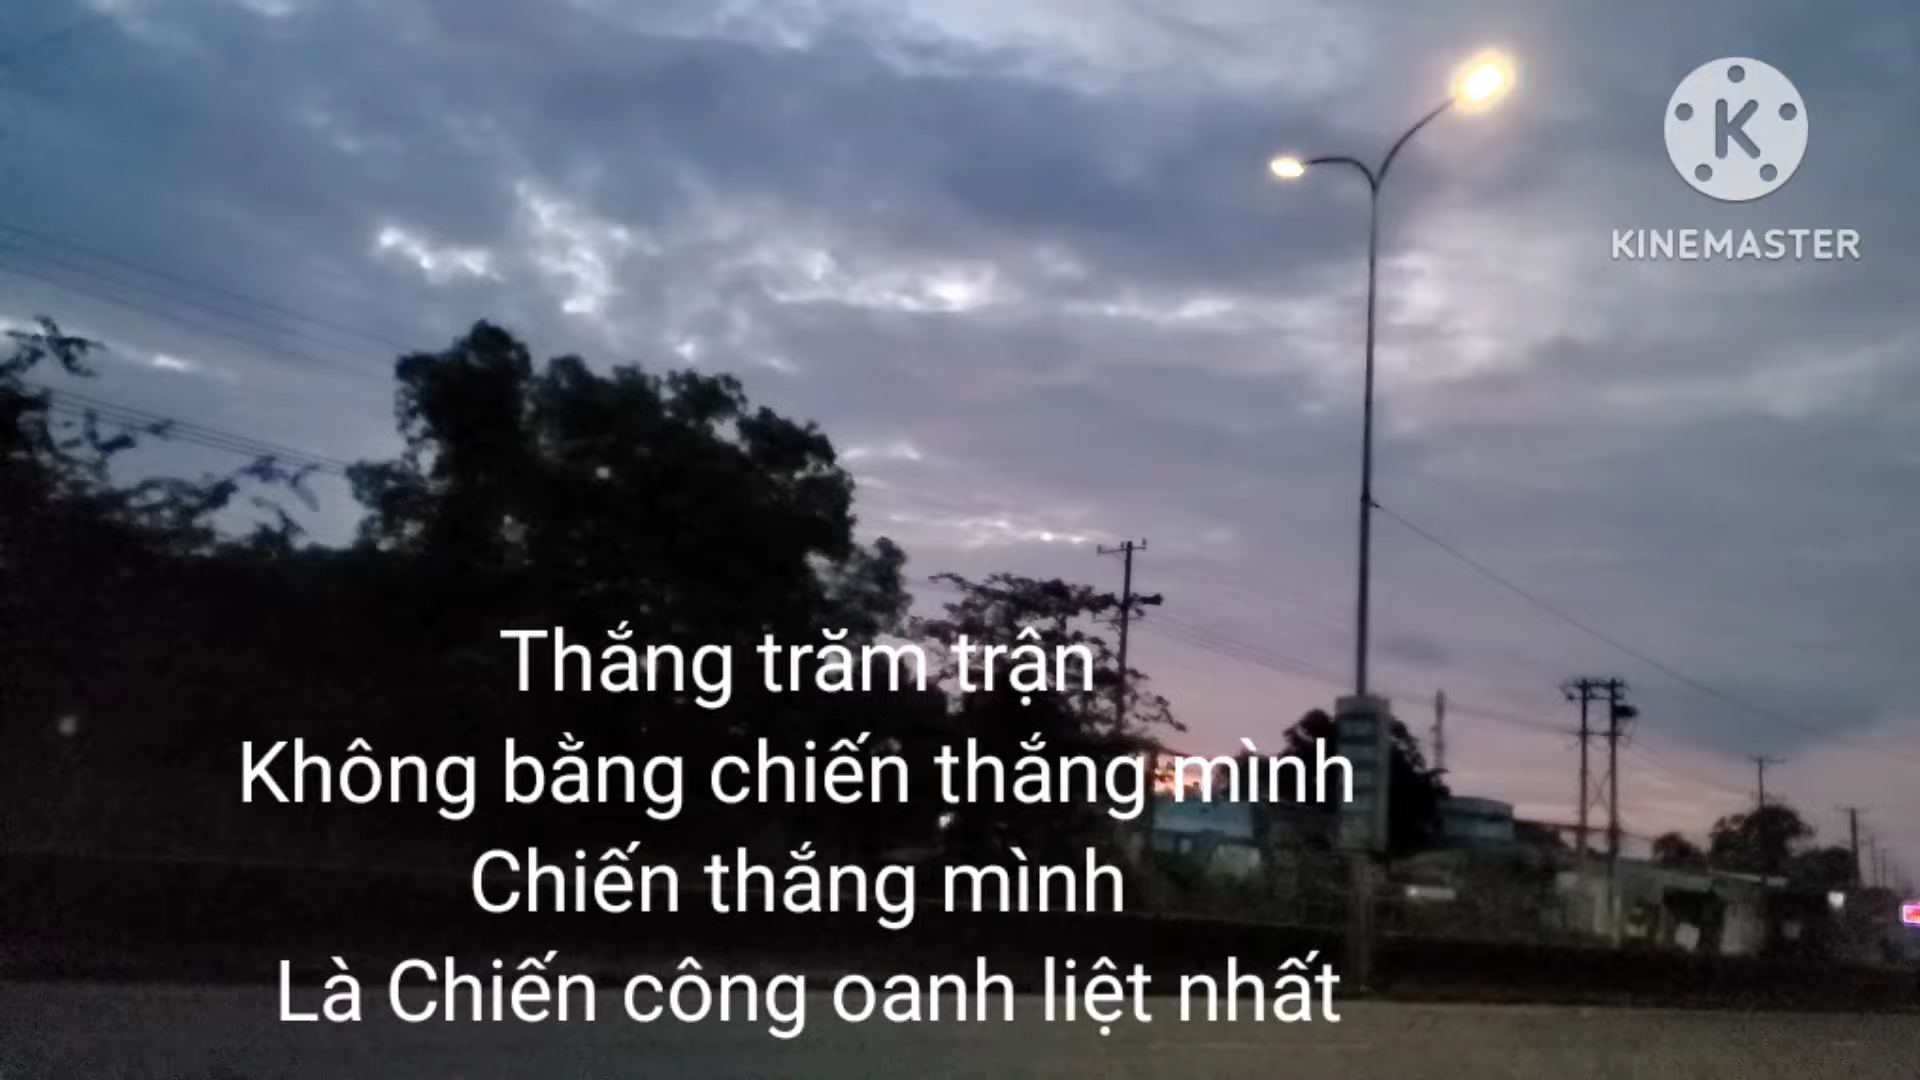 KINEMASTER
Thắng trăm trận
Không bằng chiến thắng mình
Chiến thắng mình
Là Chiến công oanh liệt nhất